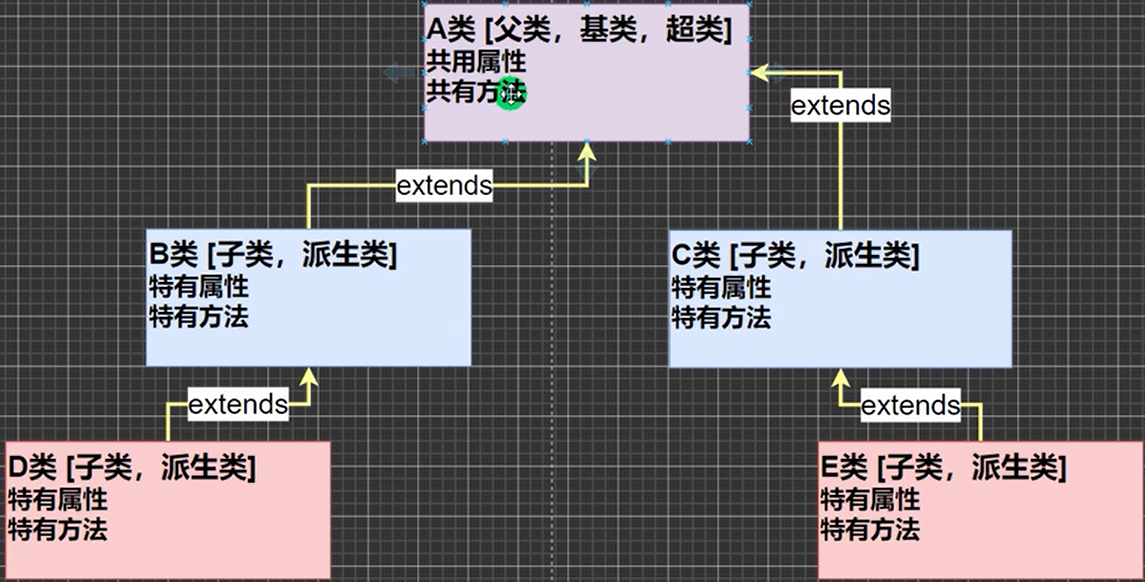 A类 [父类，基类，超类]
共用属性
共有方法
extends
extends
B类 [子类，派生类]
特有属性
特有方法
C类 [子类，派生类]
特有属性
特有方法
extends
extends
D类 [子类，派生类]
特有属性
特有方法
E类 [子类，派生类]
特有属性
特有方法